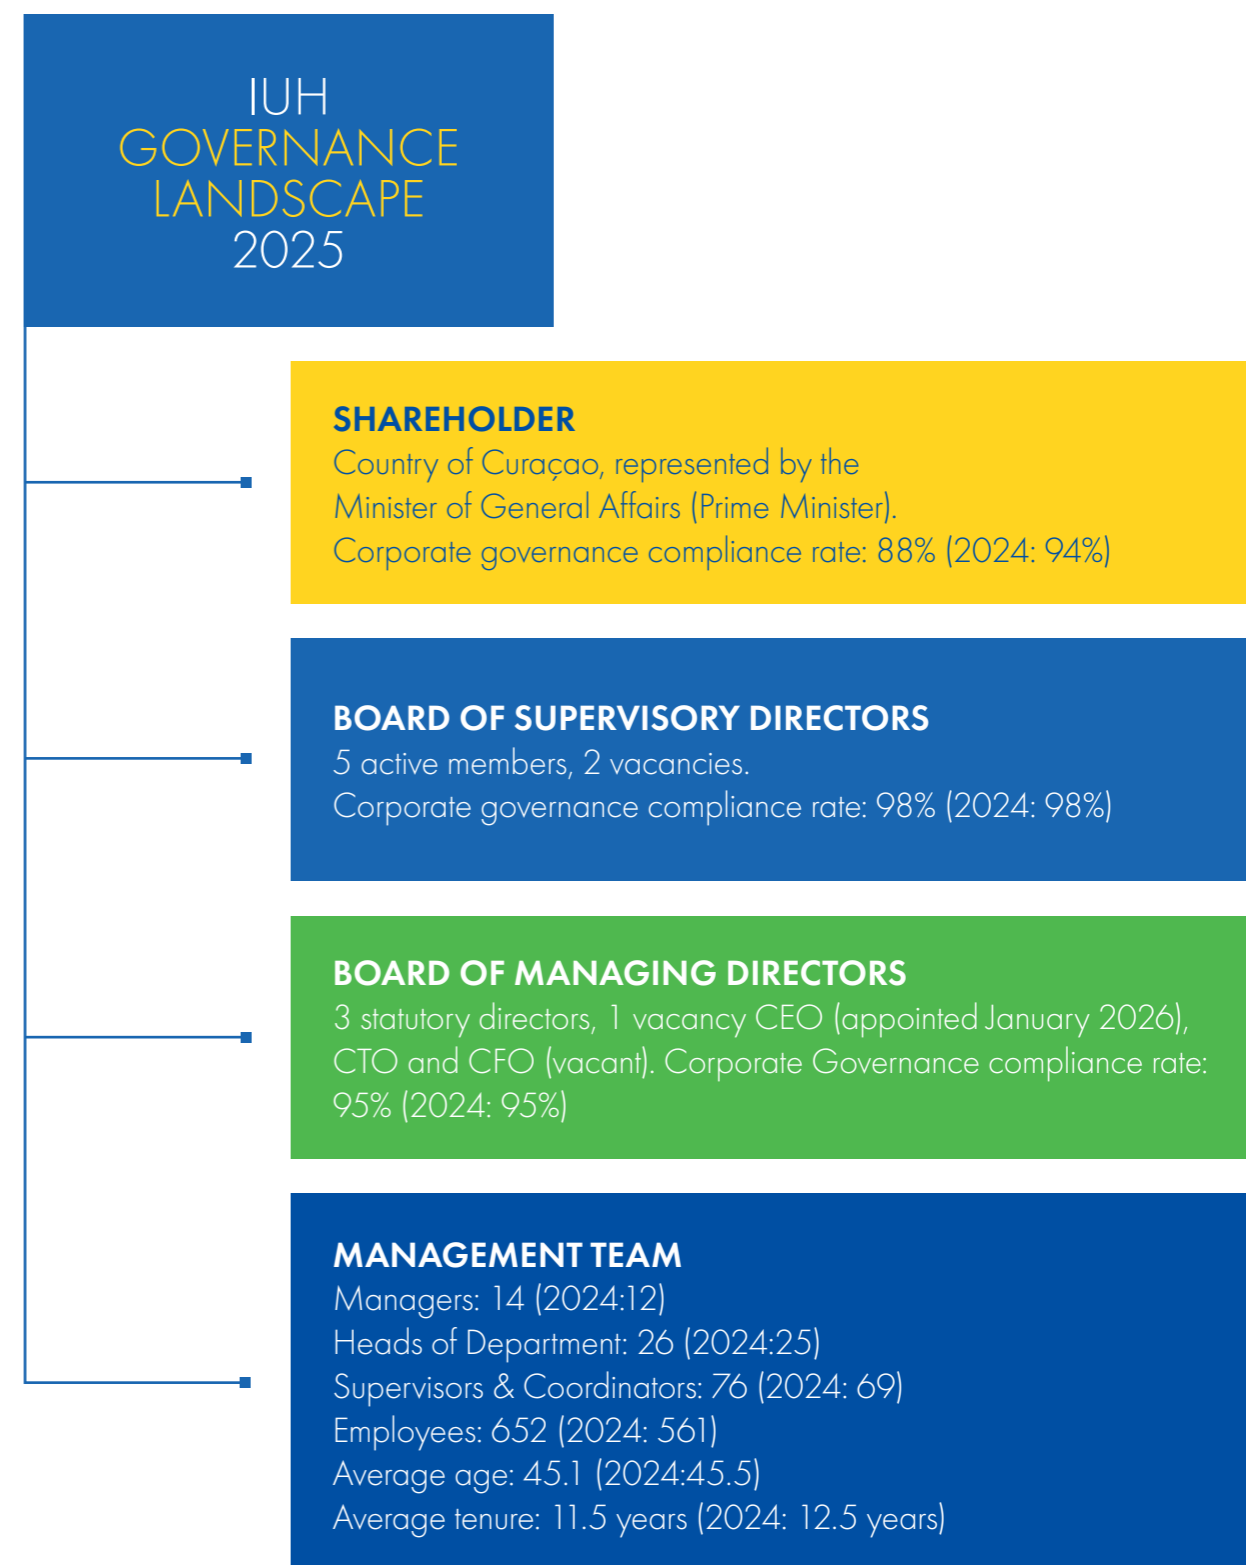 IUH
GOVERNANCE
LANDSCAPE
2025
SHAREHOLDER
Country of Curaçao, represented by the
Minister of General Affairs (Prime Minister).
Corporate governance compliance rate: 88% (2024: 94%)
BOARD OF SUPERVISORY DIRECTORS
5 active members, 2 vacancies.
Corporate governance compliance rate: 98% (2024: 98%)
BOARD OF MANAGING DIRECTORS
3 statutory directors, 1 vacancy CEO (appointed January 2026),
CTO and CFO (vacant). Corporate Governance compliance rate:
95% (2024: 95%)
MANAGEMENT TEAM
Managers: 14 (2024:12)
Heads of Department: 26 (2024:25)
Supervisors & Coordinators: 76 (2024: 69)
Employees: 652 (2024: 561)
Average age: 45.1 (2024:45.5)
Average tenure: 11.5 years (2024: 12.5 years)